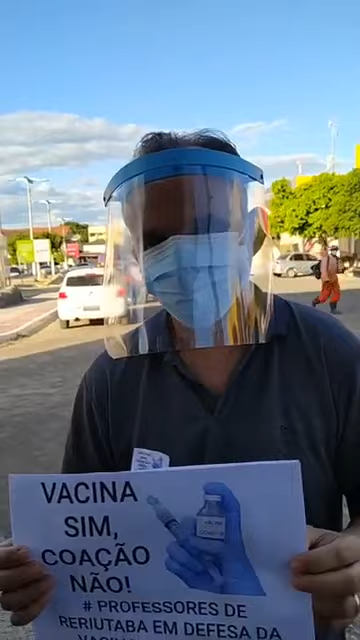 VACINA
SIM,
COAÇÃO
NÃO!
# PROFESSORES DE
RERIUTABA EM DEFESA DA